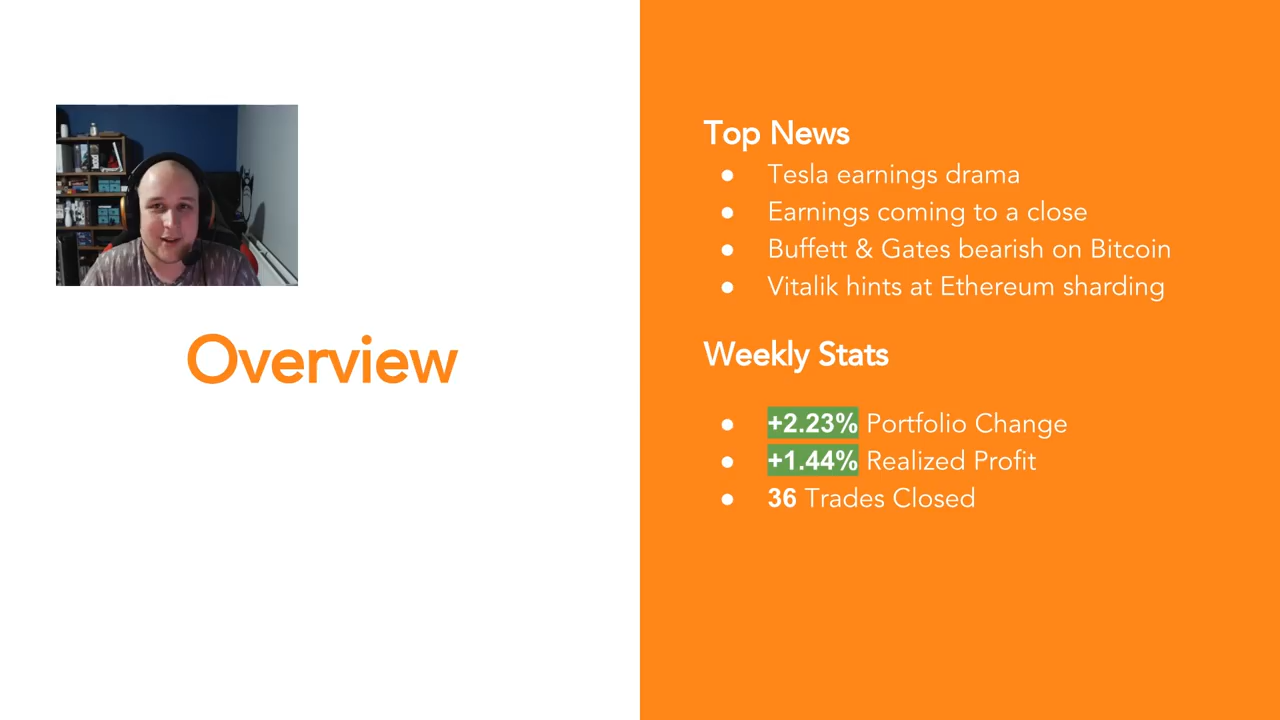 Overview
Top News
Tesla earnings drama
Earnings coming to a close
Buffett & Gates bearish on Bitcoin
Vitalik hints at Ethereum sharding
Weekly Stats
+2.23% Portfolio Change
+1.44% Realized Profit
36 Trades Closed